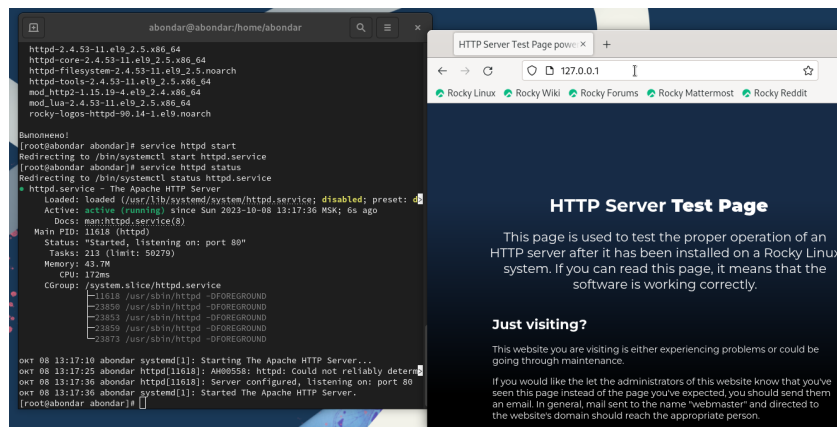 abondar@abondar:/home/abondar
httpd-2.4.53-11.el9_2.5.x86_64
httpd-core-2.4.53-11.el9_2.5.x86_64
httpd-filesystem-2.4.53-11.el9_2.5.noarch
httpd-tools-2.4.53-11.el9_2.5.x86_64
mod_http2-1.15.19-4.el9_2.4.x86_64
mod_lua-2.4.53-11.el9_2.5.x86_64
rocky-logos-httpd-90.14-1.el9.noarch
Выполнено!
[root@abondar abondar]# service httpd start
Redirecting to /bin/systemctl start httpd.service
[root@abondar abondar]# service httpd status
Redirecting to /bin/systemctl status httpd.service
● httpd.service - The Apache HTTP Server
Loaded: loaded (/usr/lib/systemd/system/httpd.service; disabled; preset: d>
Active: active (running) since Sun 2023-10-08 13:17:36 MSK; 6s ago
Docs: man:httpd.service(8)
Main PID: 11618 (httpd)
Status: "Started, listening on: port 80"
Tasks: 213 (limit: 50279)
Memory: 43.7M
CPU: 172ms
CGroup: /system.slice/httpd.service
├─11618 /usr/sbin/httpd -DFOREGROUND
├─23850 /usr/sbin/httpd -DFOREGROUND
├─23853 /usr/sbin/httpd -DFOREGROUND
├─23859 /usr/sbin/httpd -DFOREGROUND
└─23873 /usr/sbin/httpd -DFOREGROUND
окт 08 13:17:10 abondar systemd[1]: Starting The Apache HTTP Server...
окт 08 13:17:25 abondar httpd[11618]: AH00558: httpd: Could not reliably determ>
окт 08 13:17:36 abondar httpd[11618]: Server configured, listening on: port 80
окт 08 13:17:36 abondar systemd[1]: Started The Apache HTTP Server.
[root@abondar abondar]#
HTTP Server Test Page powe
127.0.0.1
Rocky Linux Rocky Wiki Rocky Forums Rocky Mattermost Rocky Reddit
HTTP Server Test Page
This page is used to test the proper operation of an
HTTP server after it has been installed on a Rocky Linux
system. If you can read this page, it means that the
software is working correctly.
Just visiting?
This website you are visiting is either experiencing problems or could be
going through maintenance.
If you would like the let the administrators of this website know that you've
seen this page instead of the page you've expected, you should send them
an email. In general, mail sent to the name "webmaster" and directed to
the website's domain should reach the appropriate person.